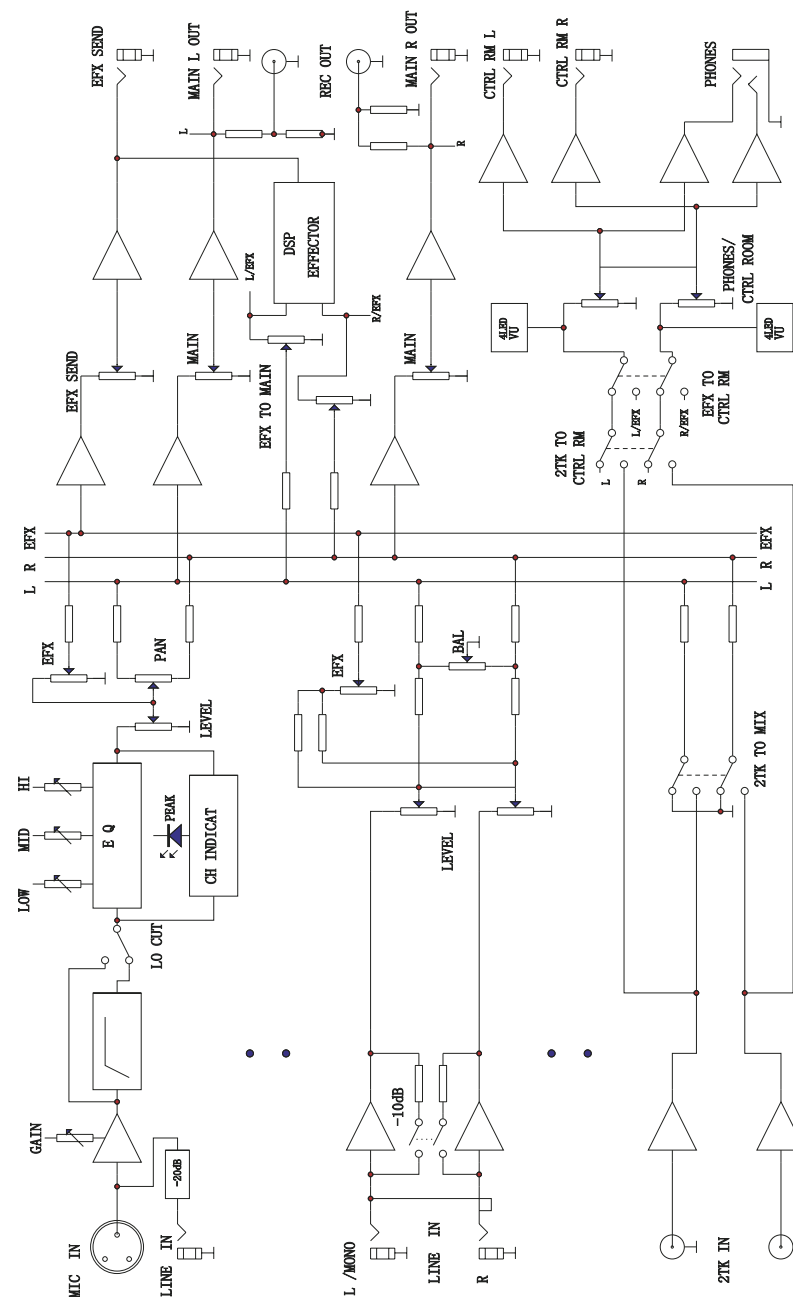 EFX SEND
MAIN L OUT
REC OUT
MAIN R OUT
CTRL RM L
CTRL RM R
PHONES
L
R
DSP
EFFECTOR
L/EFX
R/EFX
PHONES/
CTRL ROOM
4LED
VU
4LED
VU
EFX SEND
MAIN
EFX TO MAIN
MAIN
2TK TO
CTRL RM
L/EFX
R/EFX
EFX TO
CTRL RM
L
R
L R EFX
L R EFX
EFX
PAN
EFX
BAL
LEVEL
HI
MID
LOW
E Q
PEAK
CH INDICAT
LEVEL
2TK TO MIX
LO CUT
GAIN
-20dB
-10dB
MIC IN
LINE IN
L /MONO
LINE IN
R
2TK IN